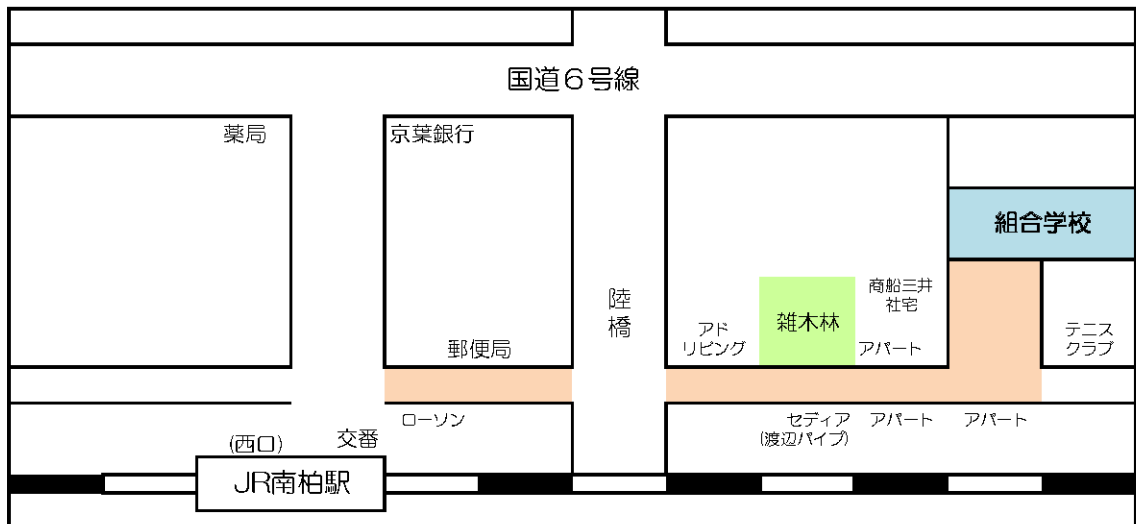 国道6号線
薬局
京葉銀行
組合学校
商船三井
社宅
陸
橋
雑木林
アド
リビング
アパート
テニス
クラブ
郵便局
ローソン
セディア
(渡辺パイプ)
アパート
アパート
(西口)
交番
JR南柏駅